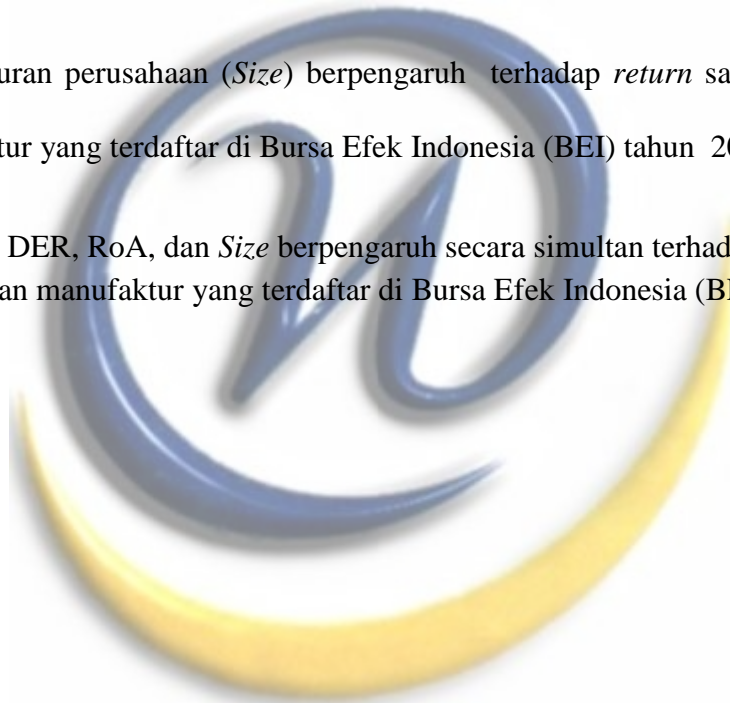 uran perusahaan (Size) berpengaruh terhadap return sa
tur yang terdaftar di Bursa Efek Indonesia (BEI) tahun 20
DER, RoA, dan Size berpengaruh secara simultan terhad
an manufaktur yang terdaftar di Bursa Efek Indonesia (BE